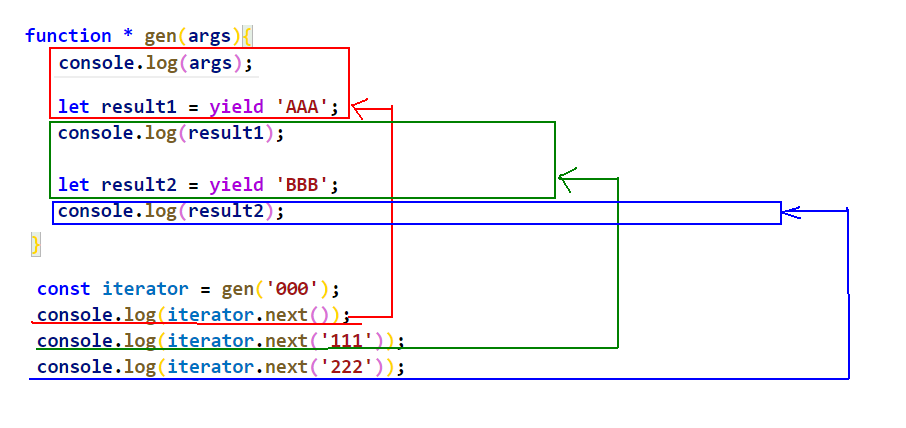 function * gen(args){
console.log(args);
let result1 = yield 'AAA';
console.log(result1);
let result2 = yield 'BBB';
console.log(result2);
}
const iterator = gen('000');
console.log(iterator.next());
console.log(iterator.next('111'));
console.log(iterator.next('222'));